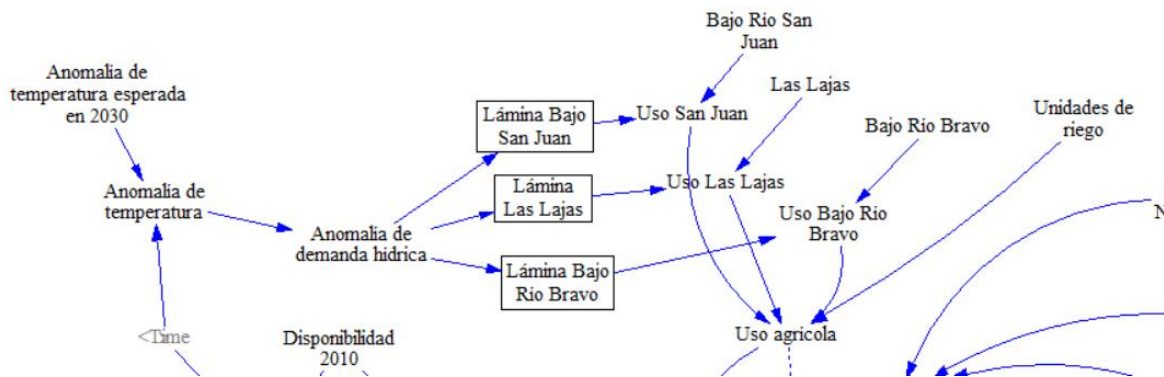 Bajo Rio San
Juan
Anomalia de
temperatura esperada
en 2030
Las Lajas
Lámina Bajo
San Juan
Uso San Juan
Unidades de
riego
Bajo Rio Bravo
Anomalia de
temperatura
Lámina
Las Lajas
Uso Las Lajas
Uso Bajo Rio
Bravo
N
Anomalia de
demanda hidrica
Lámina Bajo
Rio Bravo
<Time
Disponibilidad
2010
Uso agricola